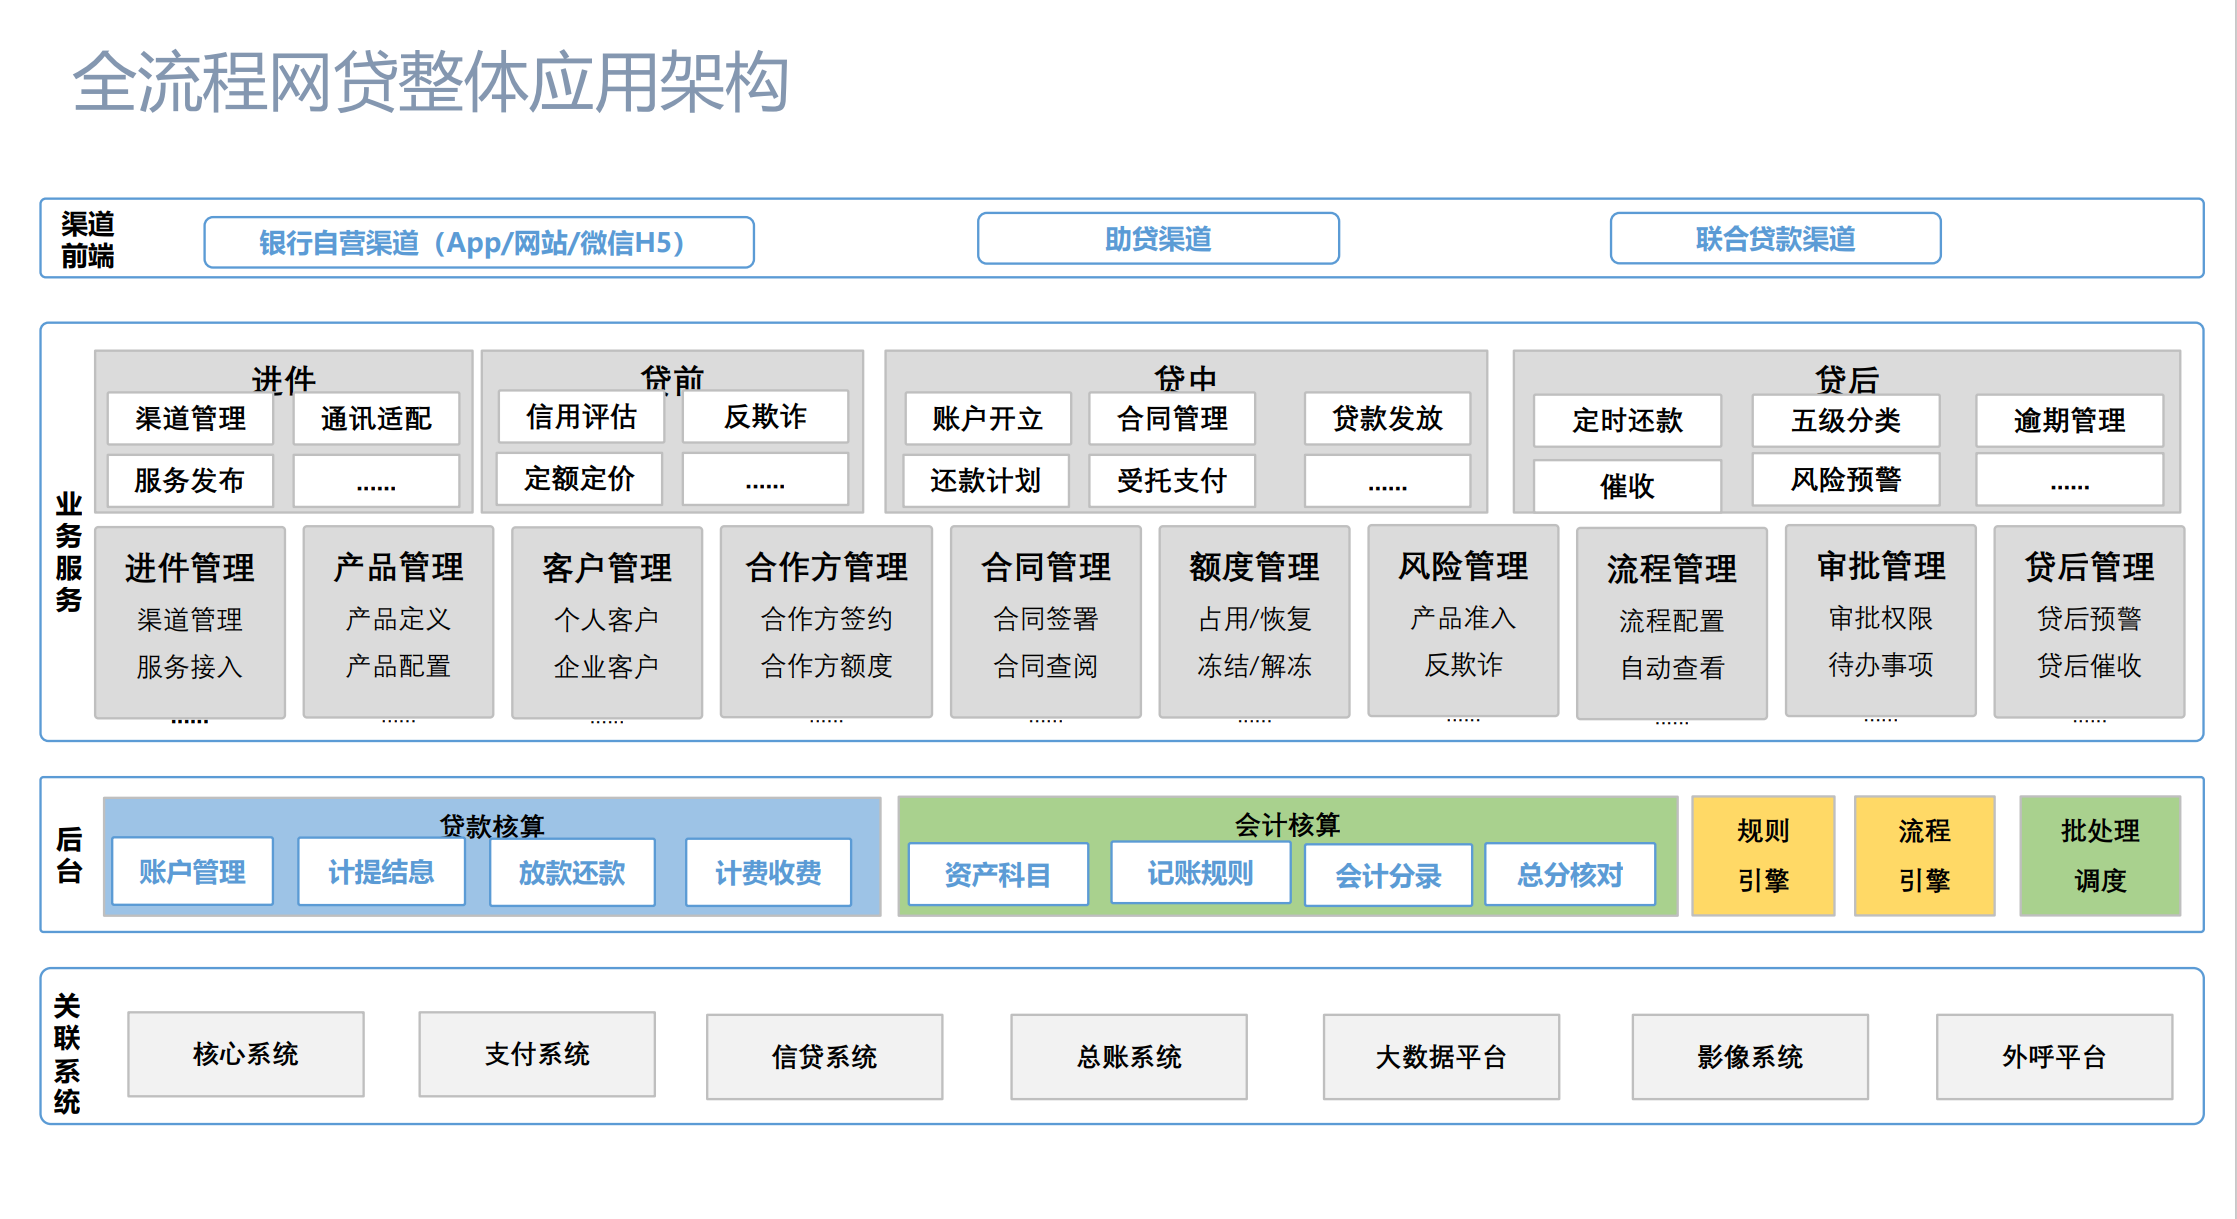 全流程网贷整体应用架构
渠道
前端
银行自营渠道（App/网站/微信H5）
助贷渠道
联合贷款渠道
业
务
服
务
进件
渠道管理
通讯适配
服务发布
......
贷前
信用评估
反欺诈
定额定价
......
贷中
账户开立
合同管理
贷款发放
还款计划
受托支付
......
贷后
定时还款
五级分类
逾期管理
催收
风险预警
......
进件管理
渠道管理
服务接入
......
产品管理
产品定义
产品配置
......
客户管理
个人客户
企业客户
......
合作方管理
合作方签约
合作方额度
......
合同管理
合同签署
合同查阅
......
额度管理
占用/恢复
冻结/解冻
......
风险管理
产品准入
反欺诈
......
流程管理
流程配置
自动查看
......
审批管理
审批权限
待办事项
......
贷后管理
贷后预警
贷后催收
......
后
台
贷款核算
账户管理
计提结息
放款还款
计费收费
会计核算
资产科目
记账规则
会计分录
总分核对
规则
引擎
流程
引擎
批处理
调度
关
联
系
统
核心系统
支付系统
信贷系统
总账系统
大数据平台
影像系统
外呼平台